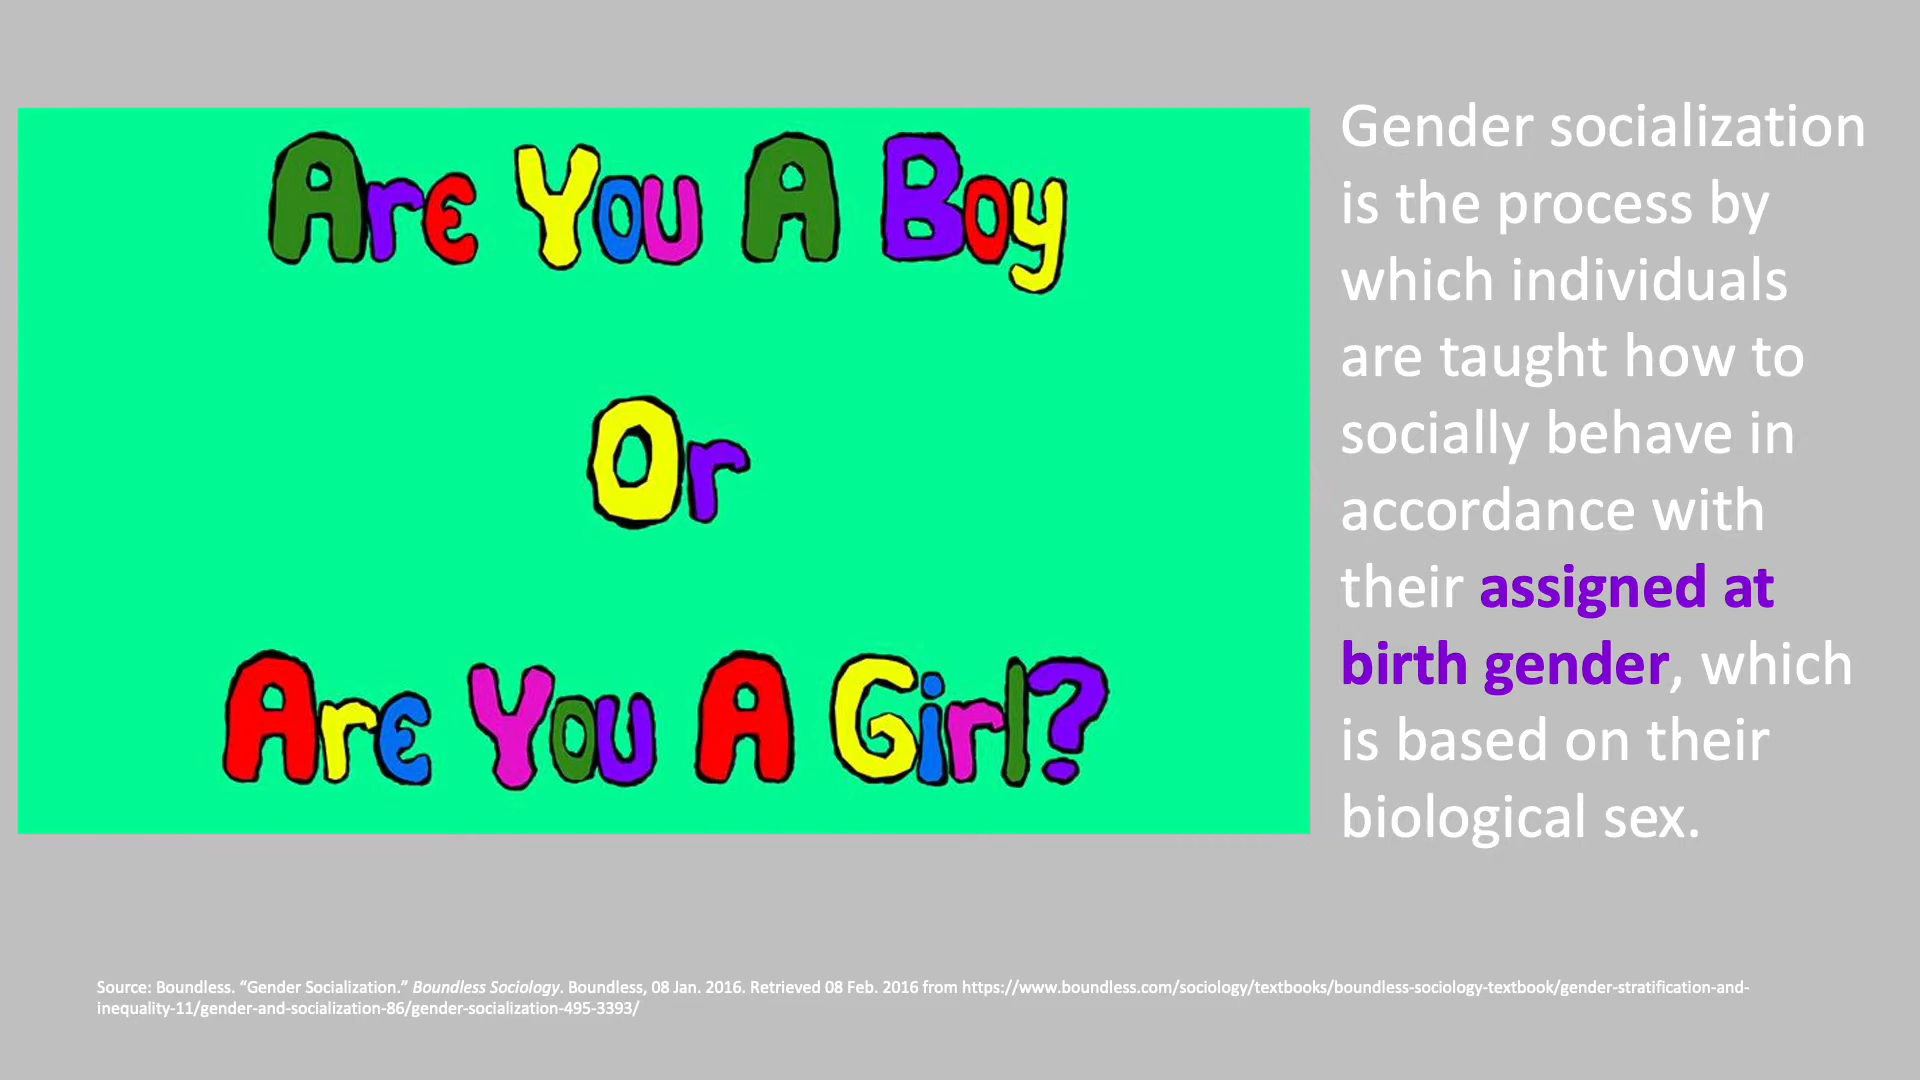 Are You A Boy
Or
Are You A Girl?
Gender socialization
is the process by
which individuals
are taught how to
socially behave in
accordance with
their assigned at
birth gender, which
is based on their
biological sex.
Source: Boundless. “Gender Socialization.” Boundless Sociology. Boundless, 08 Jan. 2016. Retrieved 08 Feb. 2016 from https://www.boundless.com/sociology/textbooks/boundless-sociology-textbook/gender-stratification-and-
inequality-11/gender-and-socialization-86/gender-socialization-495-3393/